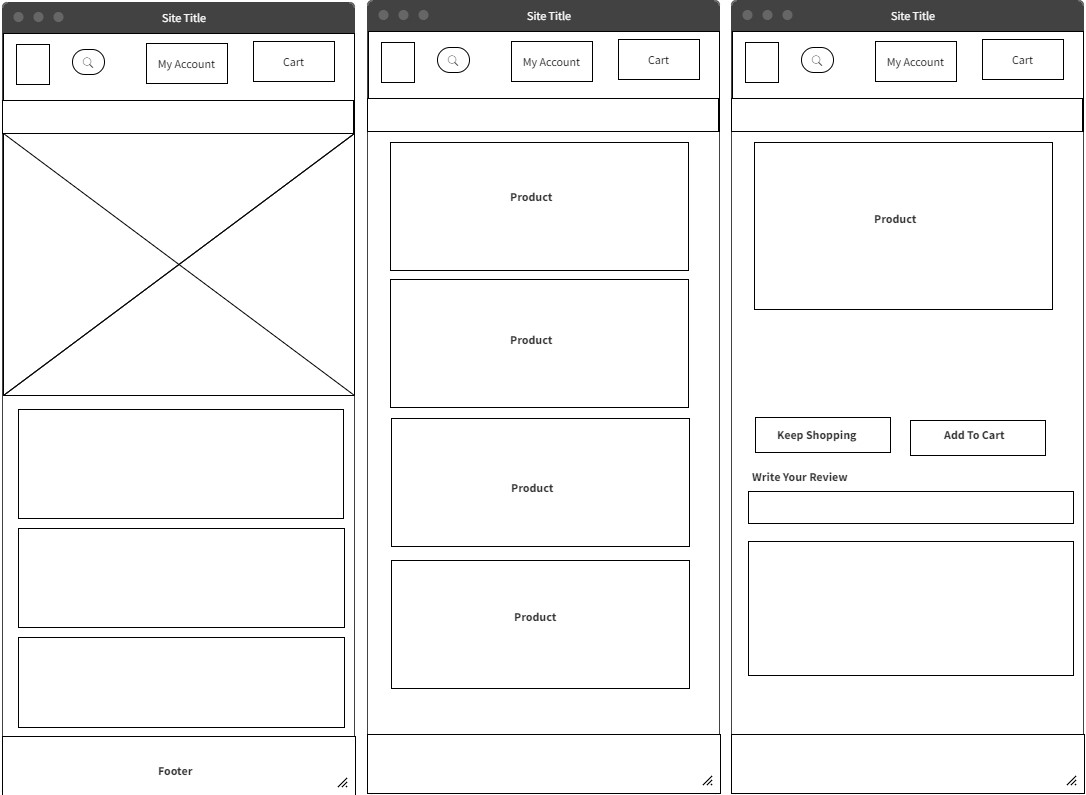 Site Title
My Account
Cart
Footer
Site Title
My Account
Cart
Product
Product
Product
Product
Site Title
My Account
Cart
Product
Keep Shopping
Add To Cart
Write Your Review